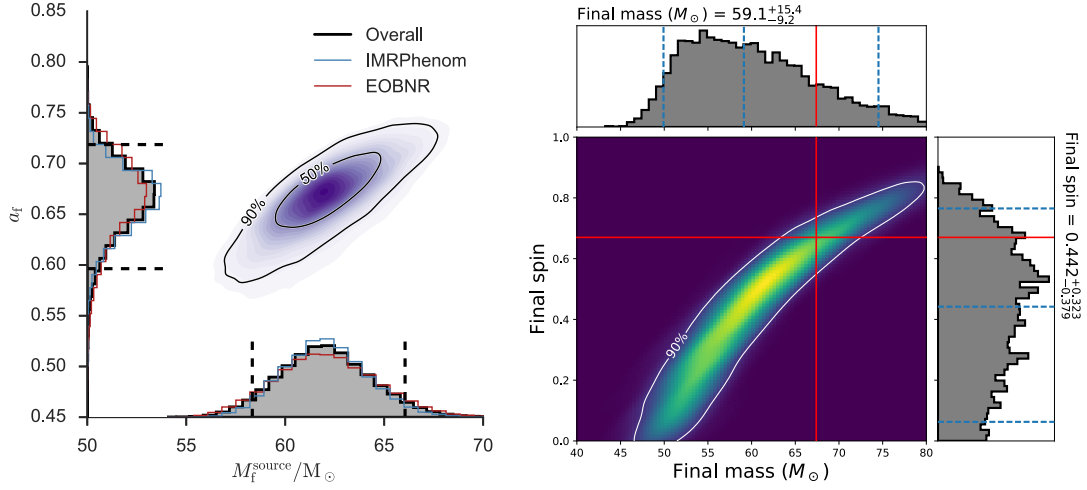 0.85
0.80
0.75
0.70
0.65
0.60
0.55
0.50
0.45
a_f
Overall
IMRPhenom
EOBNR
90%
50%
50 55 60 65 70
M_f^source/M_⊙
Final mass (M_⊙) = 59.1^{+15.4}_{-9.2}
1.0
0.8
0.6
0.4
0.2
0.0
Final spin
90%
40 45 50 55 60 65 70 75 80
Final mass (M_⊙)
Final spin = 0.442^{+0.323}_{-0.379}